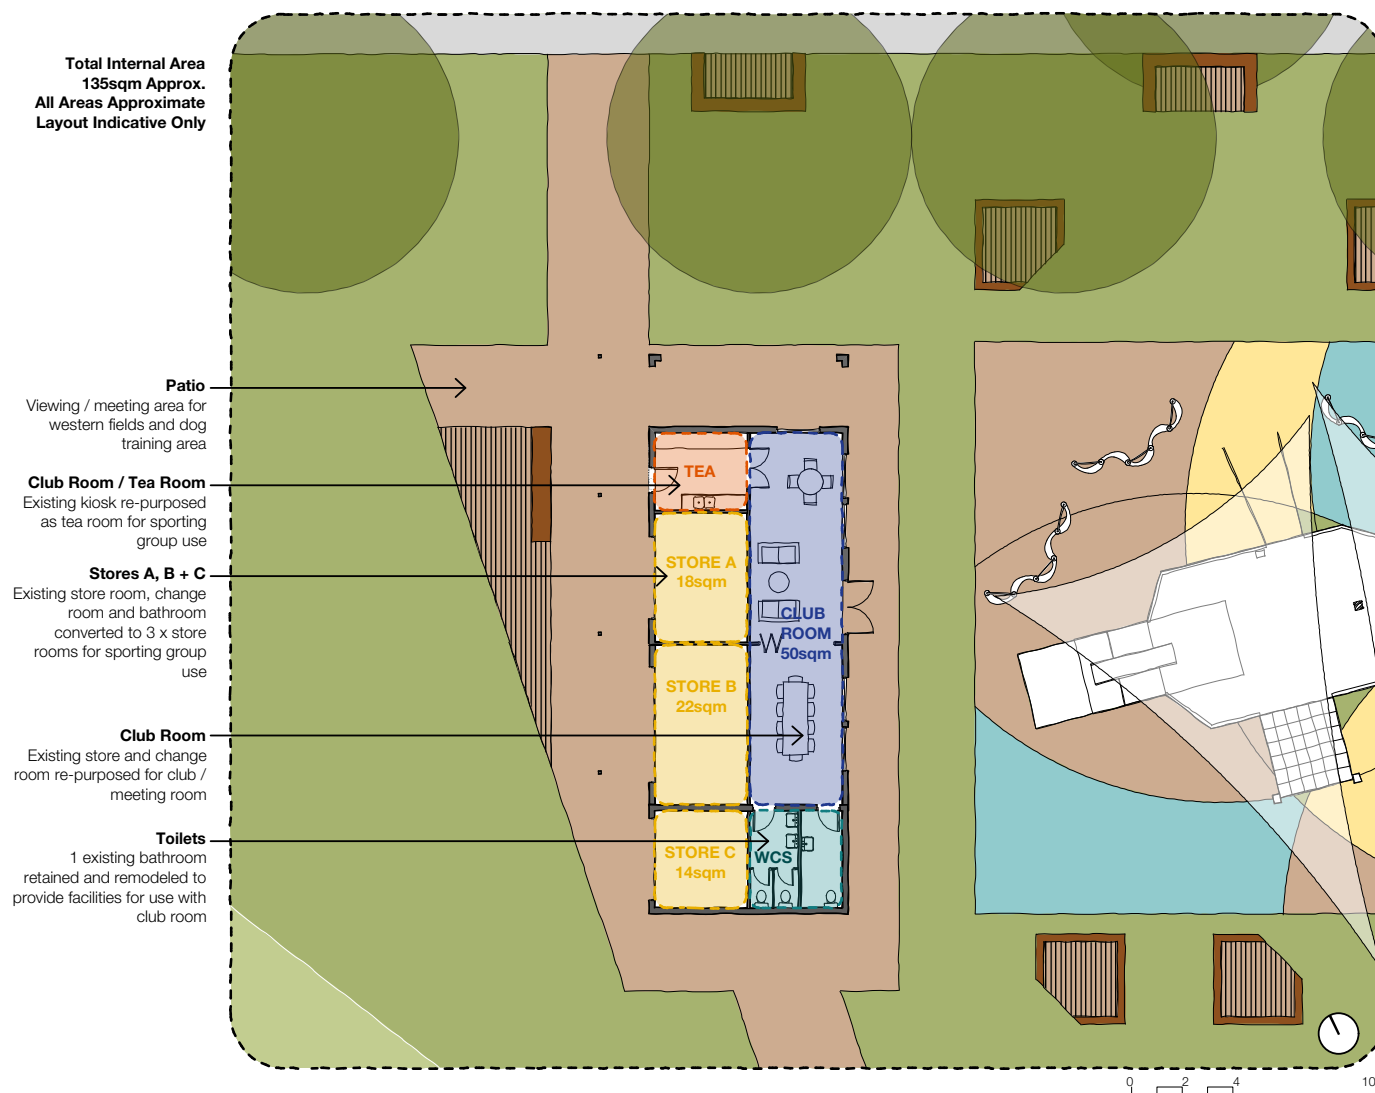 Total Internal Area
135sqm Approx.
All Areas Approximate
Layout Indicative Only
Patio
Viewing / meeting area for
western fields and dog
training area
Club Room / Tea Room
Existing kiosk re-purposed
as tea room for sporting
group use
Stores A, B + C
Existing store room, change
room and bathroom
converted to 3 x store
rooms for sporting group
use
Club Room
Existing store and change
room re-purposed for club /
meeting room
Toilets
1 existing bathroom
retained and remodeled to
provide facilities for use with
club room
TEA
STORE A
18sqm
CLUB
ROOM
50sqm
STORE B
22sqm
STORE C
14sqm
WCS
0 2 4 10